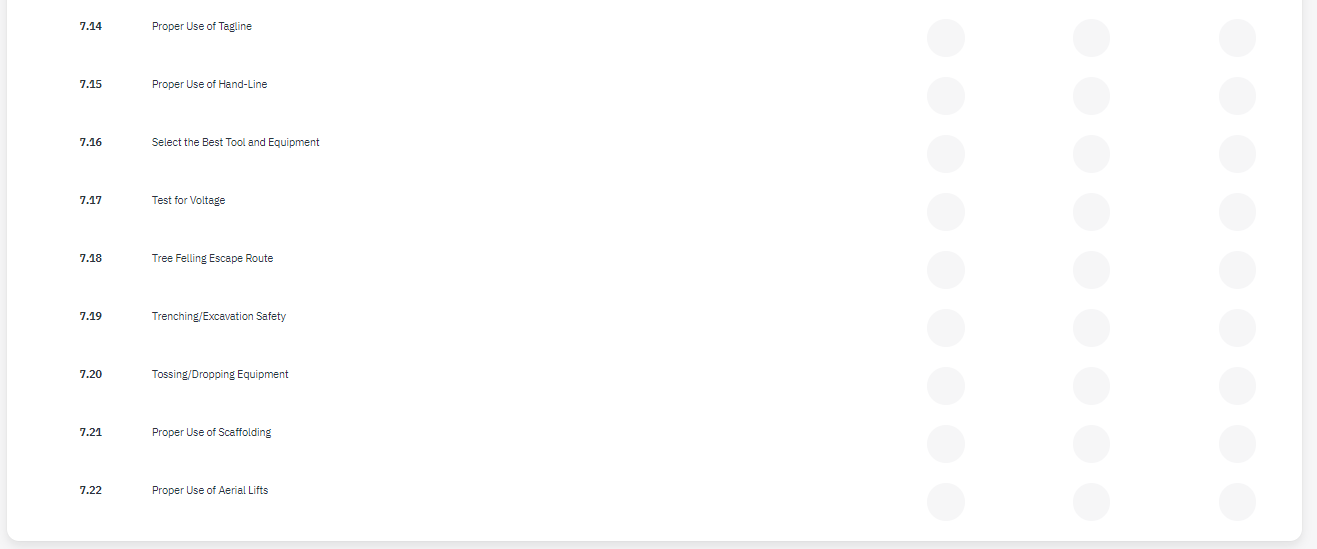 7.14 Proper Use of Tagline
7.15 Proper Use of Hand-Line
7.16 Select the Best Tool and Equipment
7.17 Test for Voltage
7.18 Tree Felling Escape Route
7.19 Trenching/Excavation Safety
7.20 Tossing/Dropping Equipment
7.21 Proper Use of Scaffolding
7.22 Proper Use of Aerial Lifts